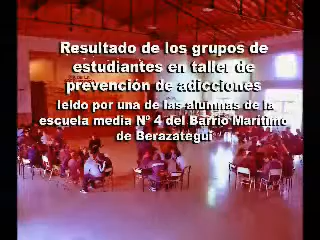 Resultado de los grupos de
estudiantes en taller de
prevención de adicciones
leído por una de las alumnas de la
escuela media Nº 4 del Barrio Marítimo
de Berazategui